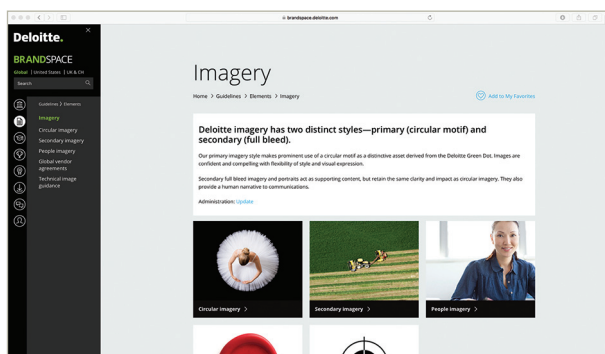 brandspace.deloitte.com
Deloitte.
BRANDSPACE
Global | United States | UK & CH
Search
Guidelines > Elements
Imagery
Circular imagery
Secondary imagery
People imagery
Global vendor
agreements
Technical image
guidance
Imagery
Home > Guidelines > Elements > Imagery
Add to My Favorites
Deloitte imagery has two distinct styles—primary (circular motif) and
secondary (full bleed).
Our primary imagery style makes prominent use of a circular motif as a distinctive asset derived from the Deloitte Green Dot. Images are
confident and compelling with flexibility of style and visual expression.
Secondary full bleed imagery and portraits act as supporting content, but retain the same clarity and impact as circular imagery. They also
provide a human narrative to communications.
Administration: Update
Circular imagery >
Secondary imagery >
People imagery >